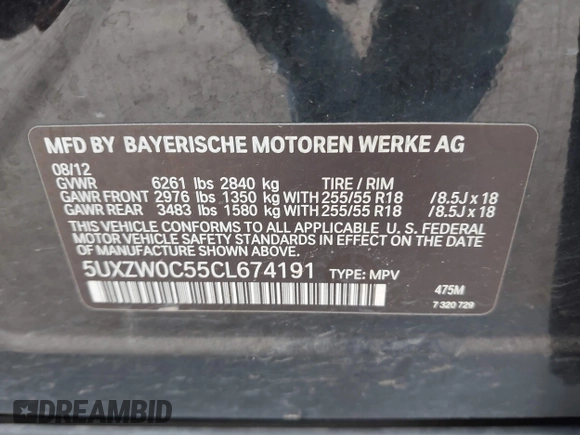 MFD BY BAYERISCHE MOTOREN WERKE AG
08/12
GVWR 6261 lbs 2840 kg TIRE / RIM
GAWR FRONT 2976 lbs 1350 kg WITH 255/55 R18 /8.5J x 18
GAWR REAR 3483 lbs 1580 kg WITH 255/55 R18 /8.5J x 18
THIS VEHICLE CONFORMS TO ALL APPLICABLE U. S. FEDERAL
MOTOR VEHICLE SAFETY STANDARDS IN EFFECT ON THE DATE
OF MANUFACTURE SHOWN ABOVE.
5UXZW0C55CL674191 TYPE: MPV
475M
7 320 729
DREAMBID